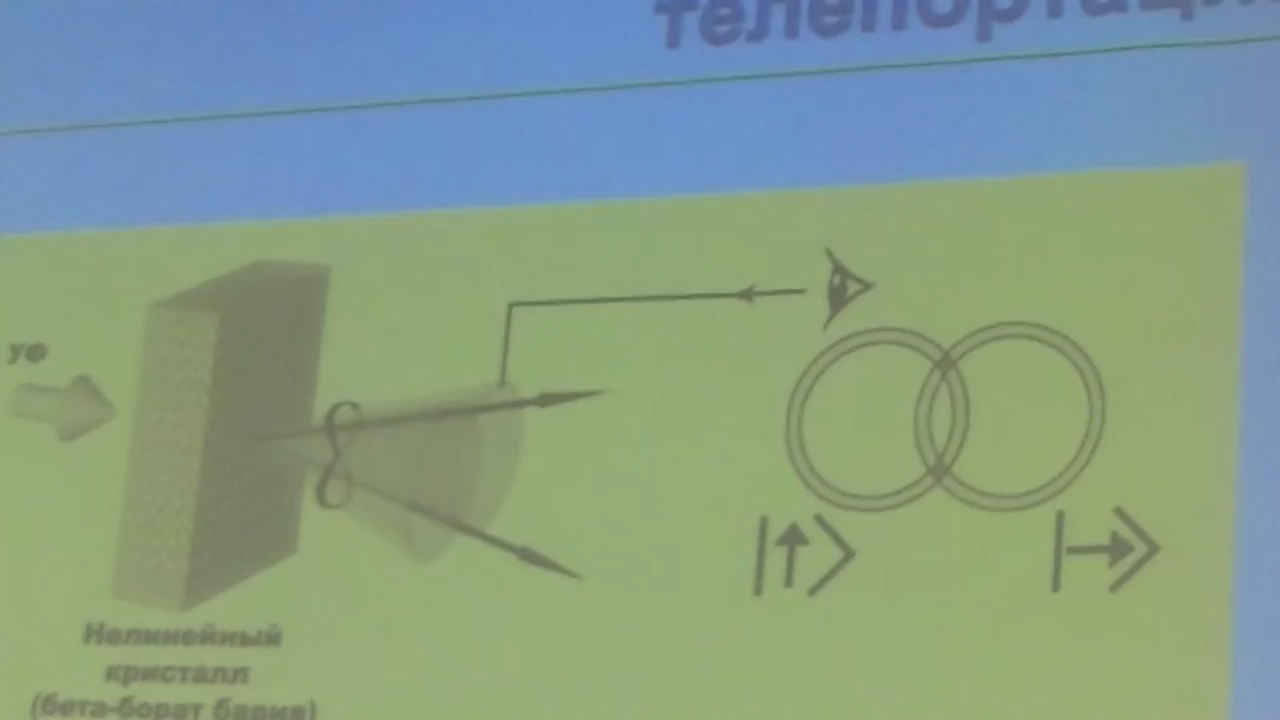 телепортаци
УФ
|↑⟩ |→⟩
Нелинейный
кристалл
(бета-борат бария)